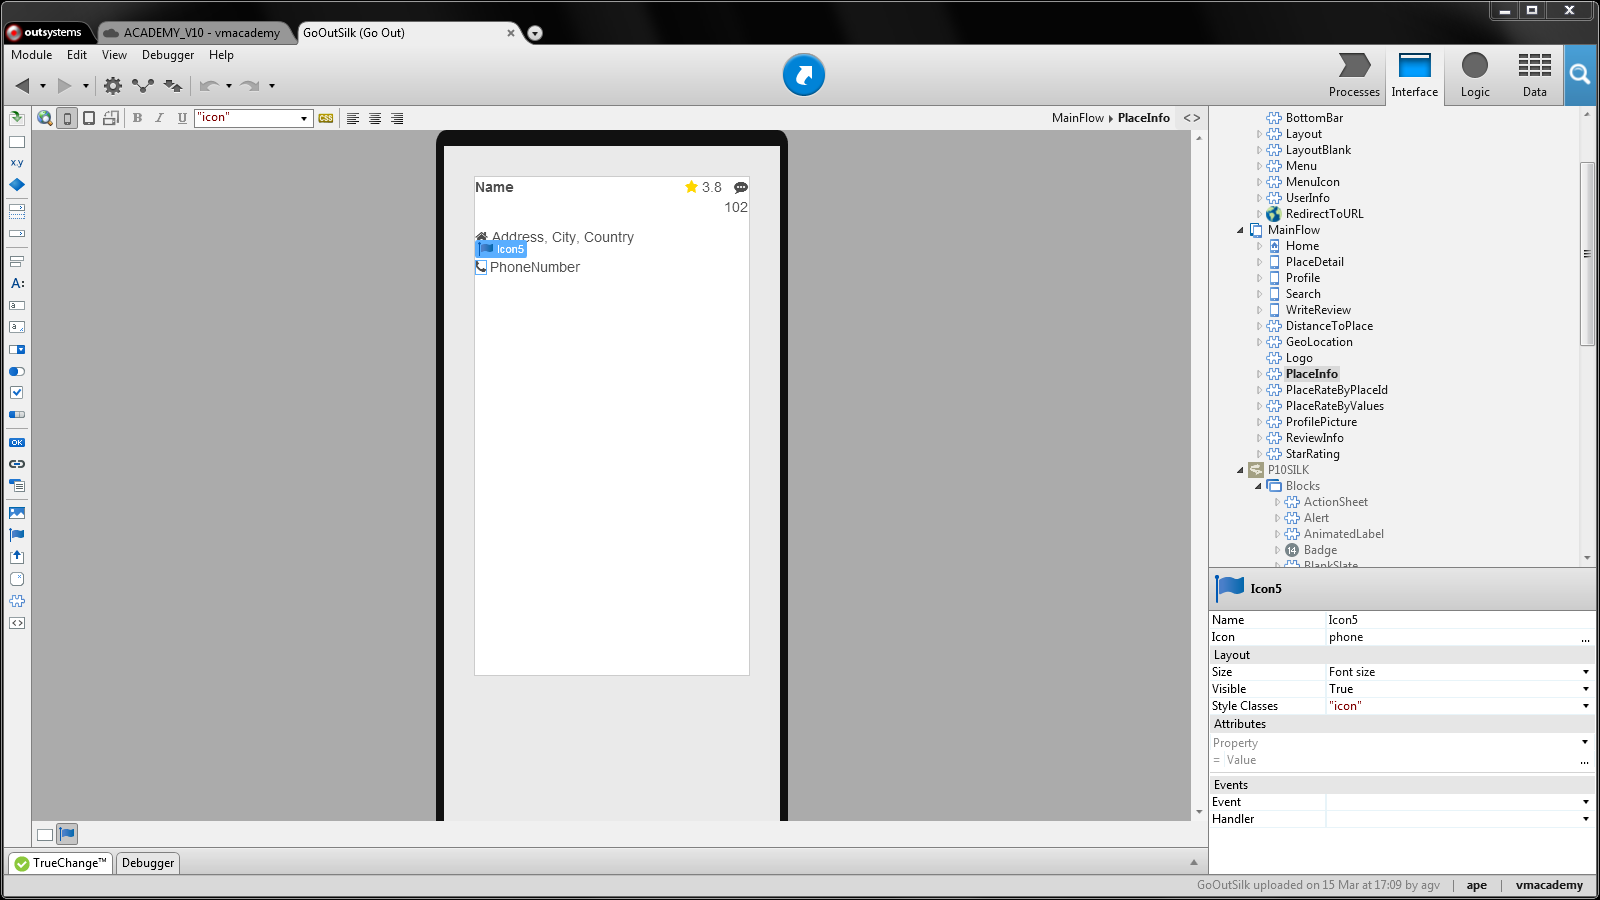 outsystems
ACADEMY_V10 - vmacademy
GoOutSilk (Go Out)
Module Edit View Debugger Help
Processes Interface Logic Data
B I U "icon" CSS
MainFlow PlaceInfo <>
x.y
A:
a
a
OK
Name 3.8
102
Address, City, Country
Icon5
PhoneNumber
BottomBar
Layout
LayoutBlank
Menu
MenuIcon
UserInfo
RedirectToURL
MainFlow
Home
PlaceDetail
Profile
Search
WriteReview
DistanceToPlace
GeoLocation
Logo
PlaceInfo
PlaceRateByPlaceId
PlaceRateByValues
ProfilePicture
ReviewInfo
StarRating
P10SILK
Blocks
ActionSheet
Alert
AnimatedLabel
14 Badge
BlankSlate
Icon5
Name Icon5
Icon phone ...
Layout
Size Font size
Visible True
Style Classes "icon"
Attributes
Property
= Value ...
Events
Event
Handler
TrueChange™ Debugger
GoOutSilk uploaded on 15 Mar at 17:09 by agv | ape | vmacademy